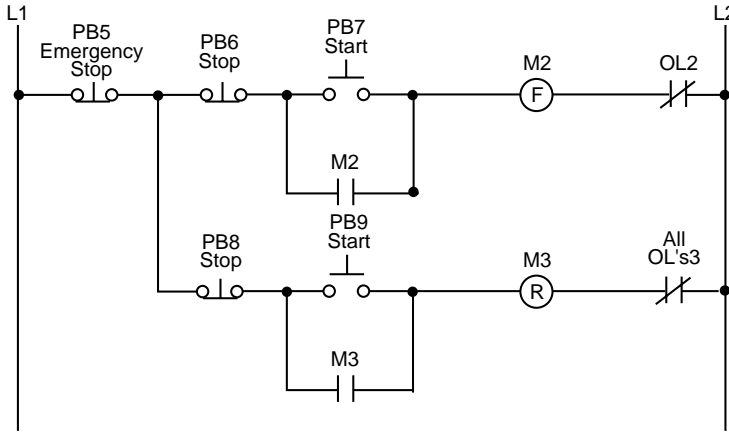 L1
L2
PB5
Emergency
Stop
PB6
Stop
PB7
Start
M2
F
OL2
M2
PB8
Stop
PB9
Start
M3
R
All
OL's3
M3